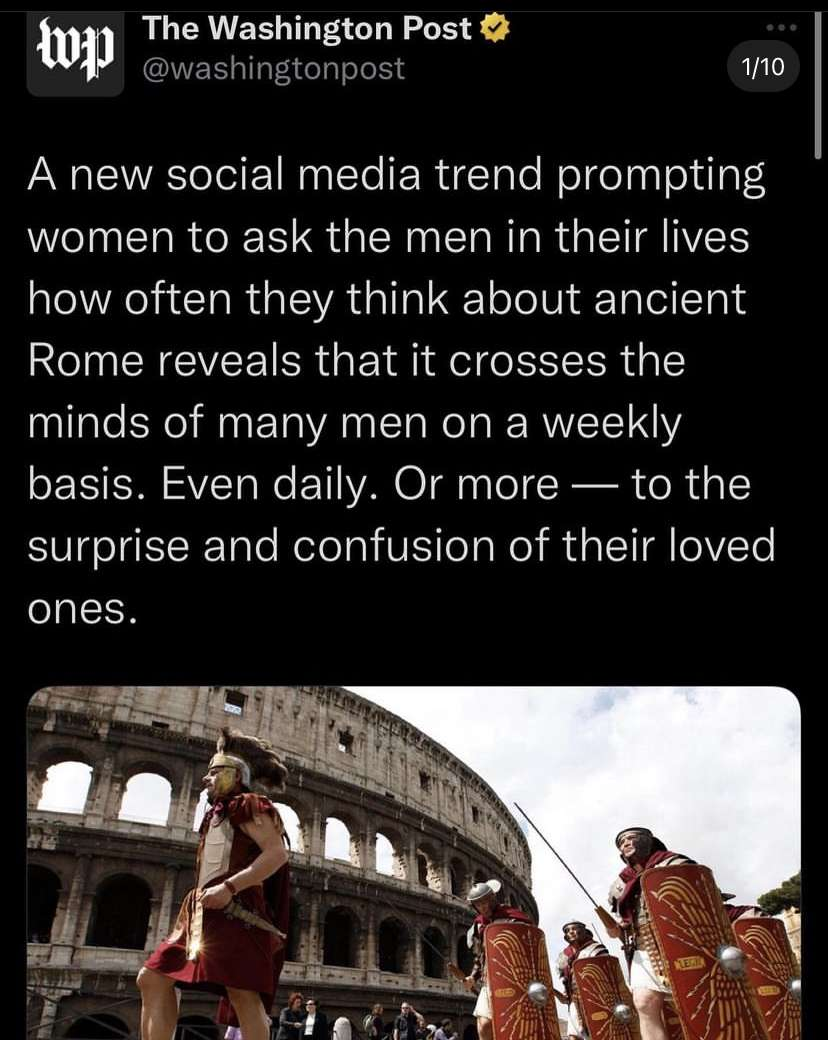 wp
The Washington Post
@washingtonpost
1/10
A new social media trend prompting
women to ask the men in their lives
how often they think about ancient
Rome reveals that it crosses the
minds of many men on a weekly
basis. Even daily. Or more — to the
surprise and confusion of their loved
ones.